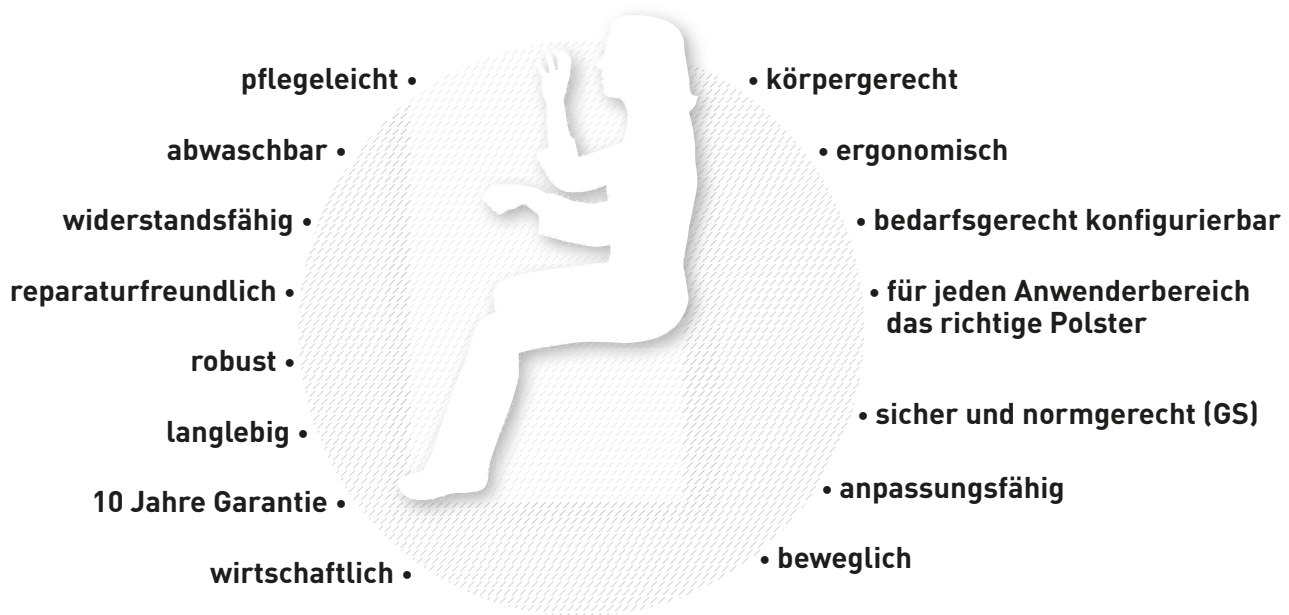 pflegeleicht •
abwaschbar •
widerstandsfähig •
reparaturfreundlich •
robust •
langlebig •
10 Jahre Garantie •
wirtschaftlich •
• körpergerecht
• ergonomisch
• bedarfsgerecht konfigurierbar
• für jeden Anwenderbereich
das richtige Polster
• sicher und normgerecht (GS)
• anpassungsfähig
• beweglich